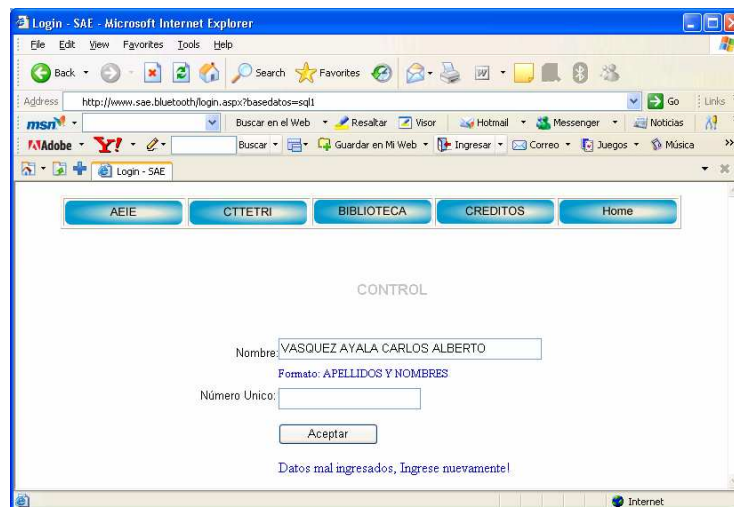 Login - SAE - Microsoft Internet Explorer
File Edit View Favorites Tools Help
Back Search Favorites
Address http://www.sae.bluetooth/login.aspx?basedatos=sql1 Go Links
msn Buscar en el Web Resaltar Visor Hotmail Messenger Noticias
Adobe Y! Buscar Guardar en Mi Web Ingresar Correo Juegos Música
Login - SAE
AEIE CTTETRI BIBLIOTECA CREDITOS Home
CONTROL
Nombre: VASQUEZ AYALA CARLOS ALBERTO
Formato: APELLIDOS Y NOMBRES
Número Unico:
Aceptar
Datos mal ingresados, Ingrese nuevamente!
Internet